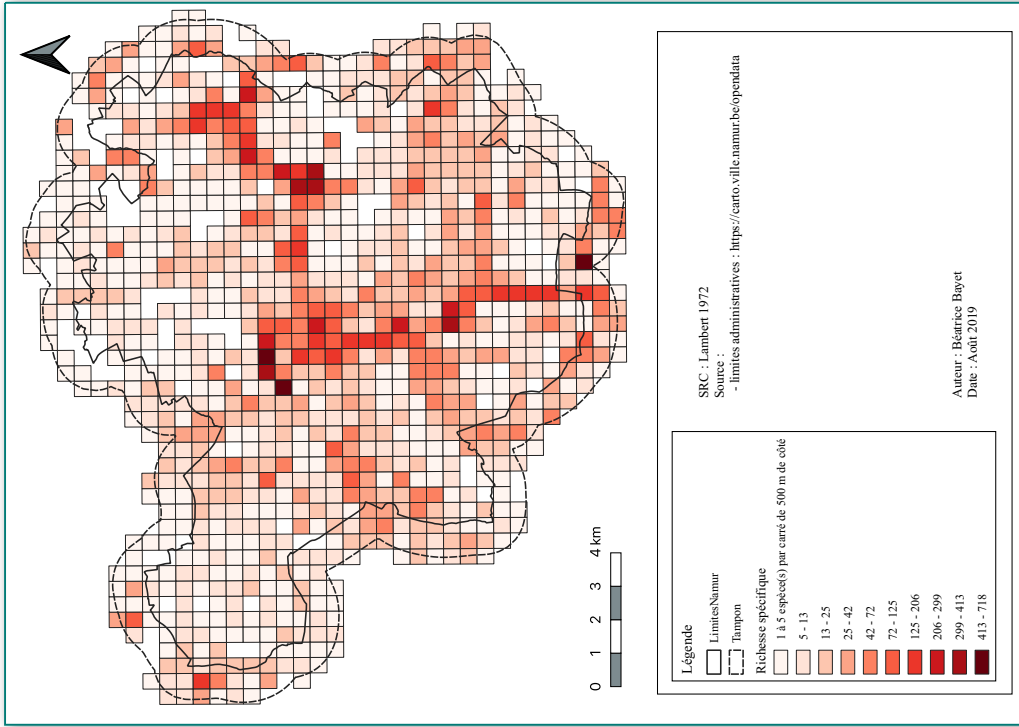 0 1 2 3 4 km
Légende
LimitesNamur
Tampon
Richesse spécifique
1 à 5 espèce(s) par carré de 500 m de côté
5 - 13
13 - 25
25 - 42
42 - 72
72 - 125
125 - 206
206 - 299
299 - 413
413 - 718
SRC : Lambert 1972
Source :
- limites administratives : https://carto.ville.namur.be/opendata
Auteur : Béatrice Bayet
Date : Août 2019